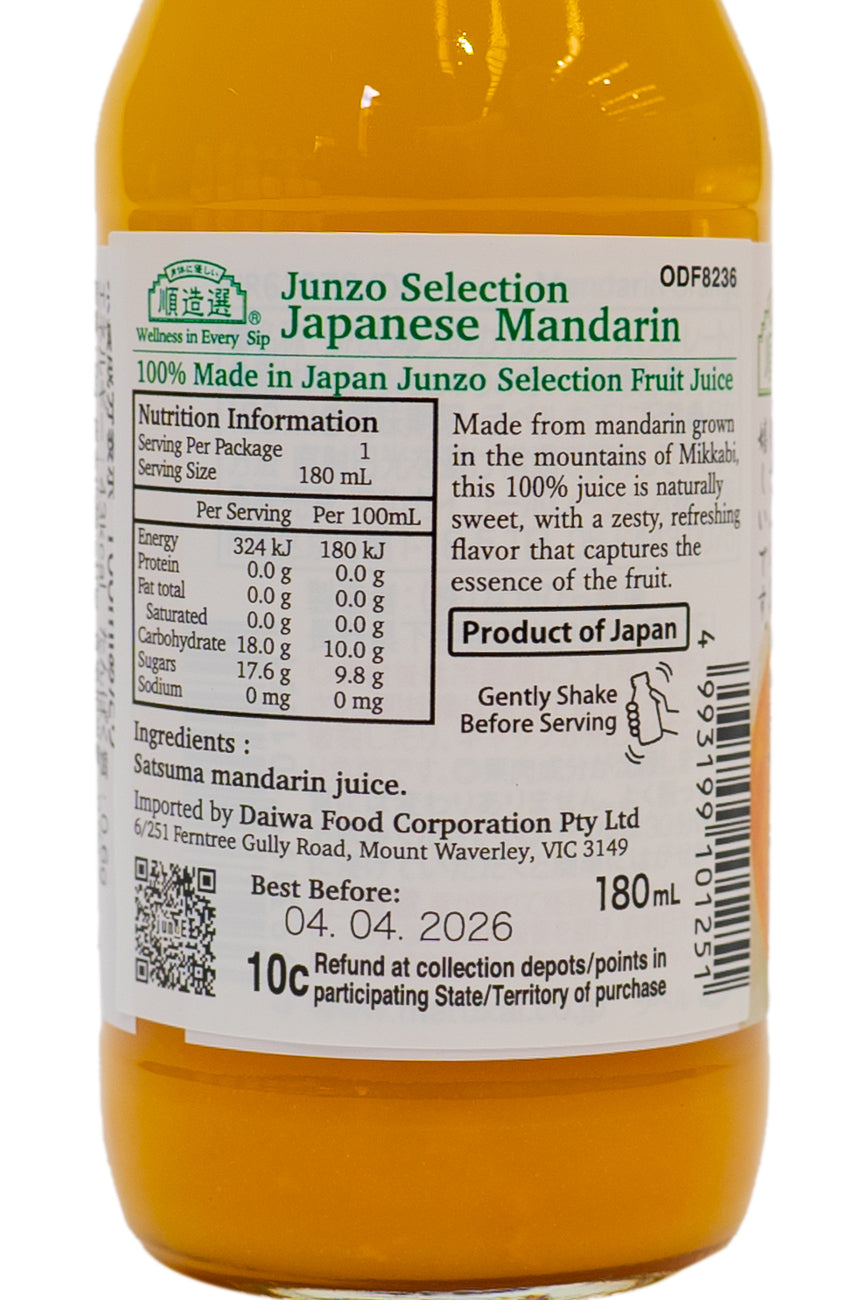 身体に優しい
順造選®
Wellness in Every Sip
Junzo Selection
Japanese Mandarin
ODF8236
100% Made in Japan Junzo Selection Fruit Juice
Nutrition Information
Serving Per Package 1
Serving Size 180 mL
Per Serving Per 100mL
Energy 324 kJ 180 kJ
Protein 0.0 g 0.0 g
Fat total 0.0 g 0.0 g
Saturated 0.0 g 0.0 g
Carbohydrate 18.0 g 10.0 g
Sugars 17.6 g 9.8 g
Sodium 0 mg 0 mg
Made from mandarin grown
in the mountains of Mikkabi,
this 100% juice is naturally
sweet, with a zesty, refreshing
flavor that captures the
essence of the fruit.
Product of Japan
Gently Shake
Before Serving
Ingredients :
Satsuma mandarin juice.
Imported by Daiwa Food Corporation Pty Ltd
6/251 Ferntree Gully Road, Mount Waverley, VIC 3149
Best Before:
04. 04. 2026
180mL
10c Refund at collection depots/points in
participating State/Territory of purchase
4 993199 101251